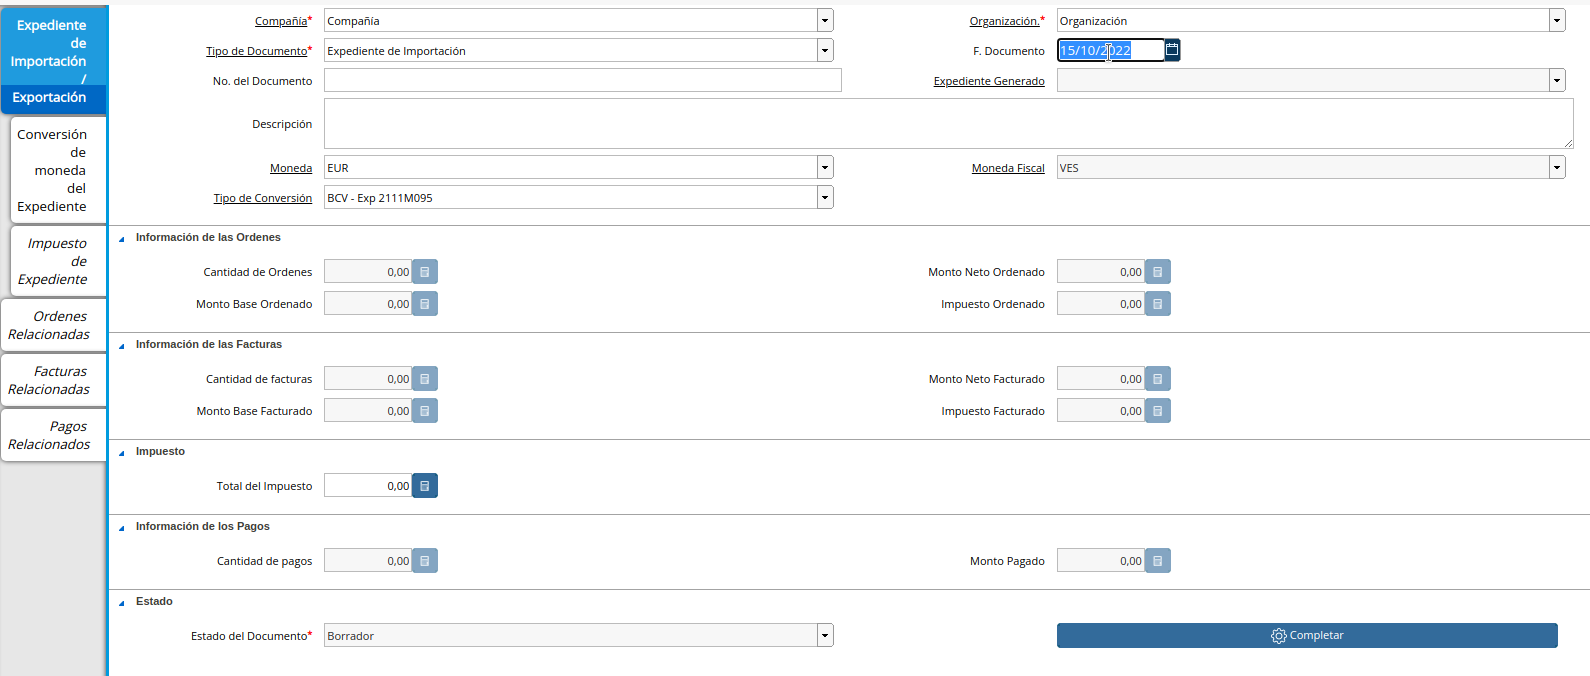 Expediente
de
Importación
/
Exportación
Conversión
de
moneda
del
Expediente
Impuesto
de
Expediente
Ordenes
Relacionadas
Facturas
Relacionadas
Pagos
Relacionados
Compañía* Compañía Organización.* Organización
Tipo de Documento* Expediente de Importación F. Documento 15/10/2022
No. del Documento Expediente Generado
Descripción
Moneda EUR Moneda Fiscal VES
Tipo de Conversión BCV - Exp 2111M095
Información de las Ordenes
Cantidad de Ordenes 0,00 Monto Neto Ordenado 0,00
Monto Base Ordenado 0,00 Impuesto Ordenado 0,00
Información de las Facturas
Cantidad de facturas 0,00 Monto Neto Facturado 0,00
Monto Base Facturado 0,00 Impuesto Facturado 0,00
Impuesto
Total del Impuesto 0,00
Información de los Pagos
Cantidad de pagos 0,00 Monto Pagado 0,00
Estado
Estado del Documento* Borrador Completar